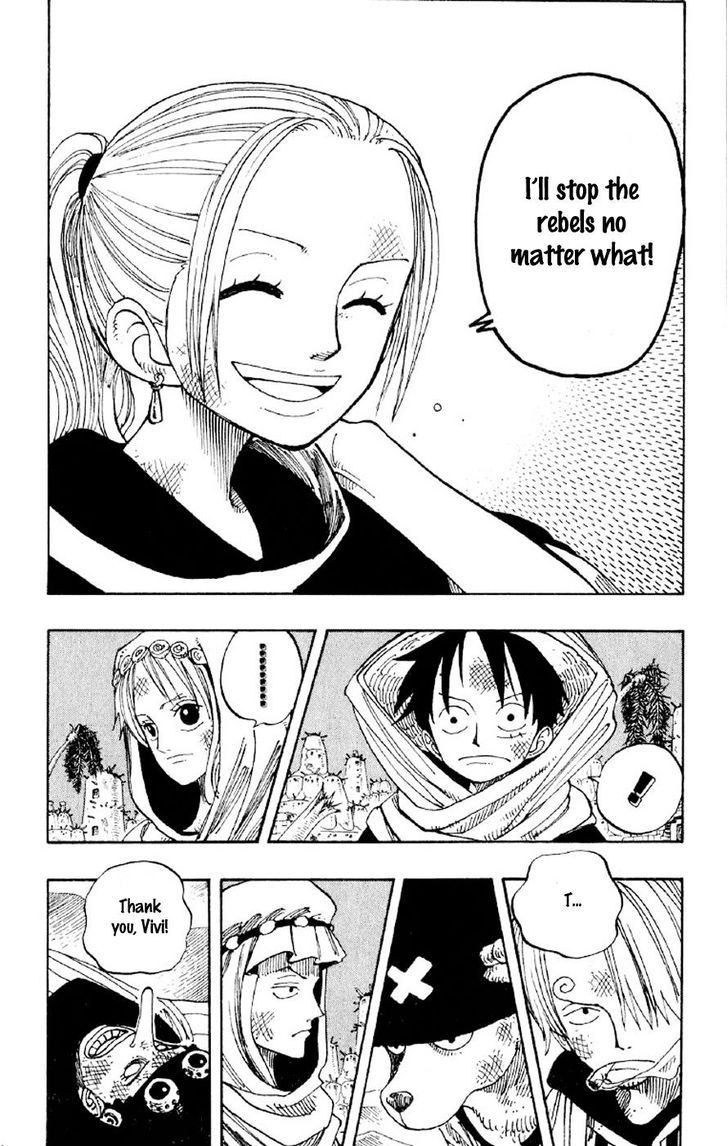 I'll stop the
rebels no
matter what!
!
.........
T...
Thank
you, Vivi!